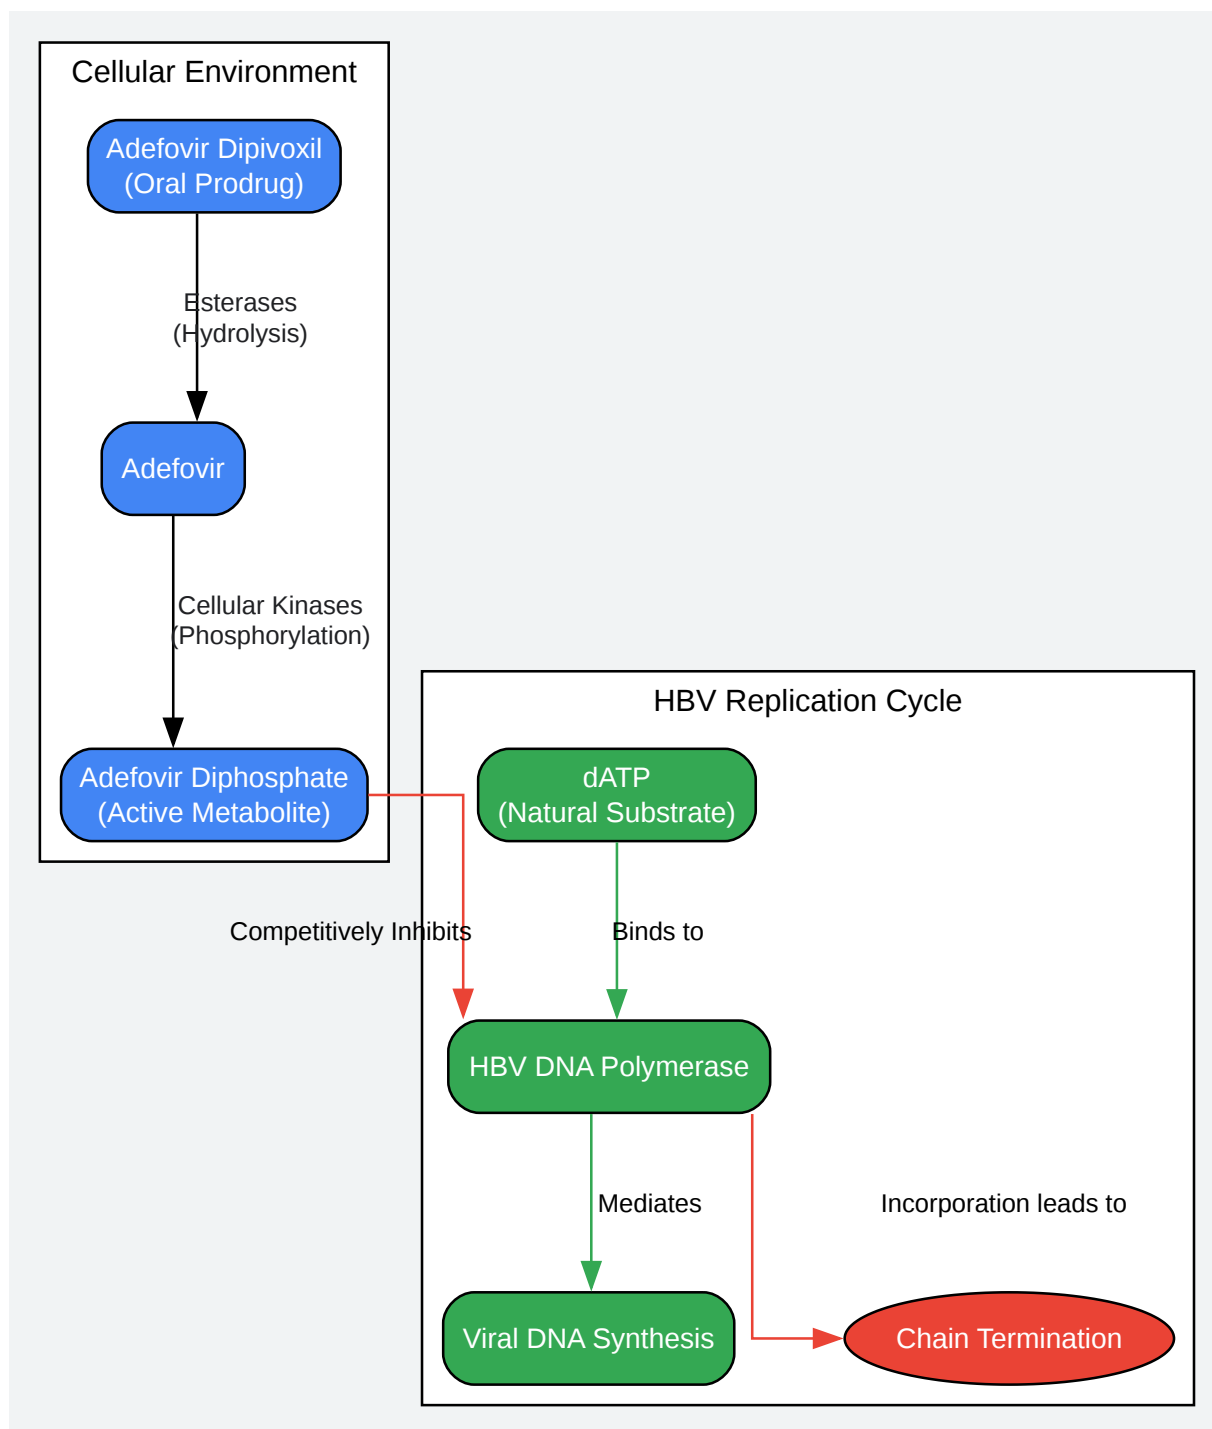 Cellular Environment
Adefovir Dipivoxil
(Oral Prodrug)
Esterases
(Hydrolysis)
Adefovir
Cellular Kinases
(Phosphorylation)
Adefovir Diphosphate
(Active Metabolite)
HBV Replication Cycle
dATP
(Natural Substrate)
Competitively Inhibits
Binds to
HBV DNA Polymerase
Mediates
Incorporation leads to
Viral DNA Synthesis
Chain Termination